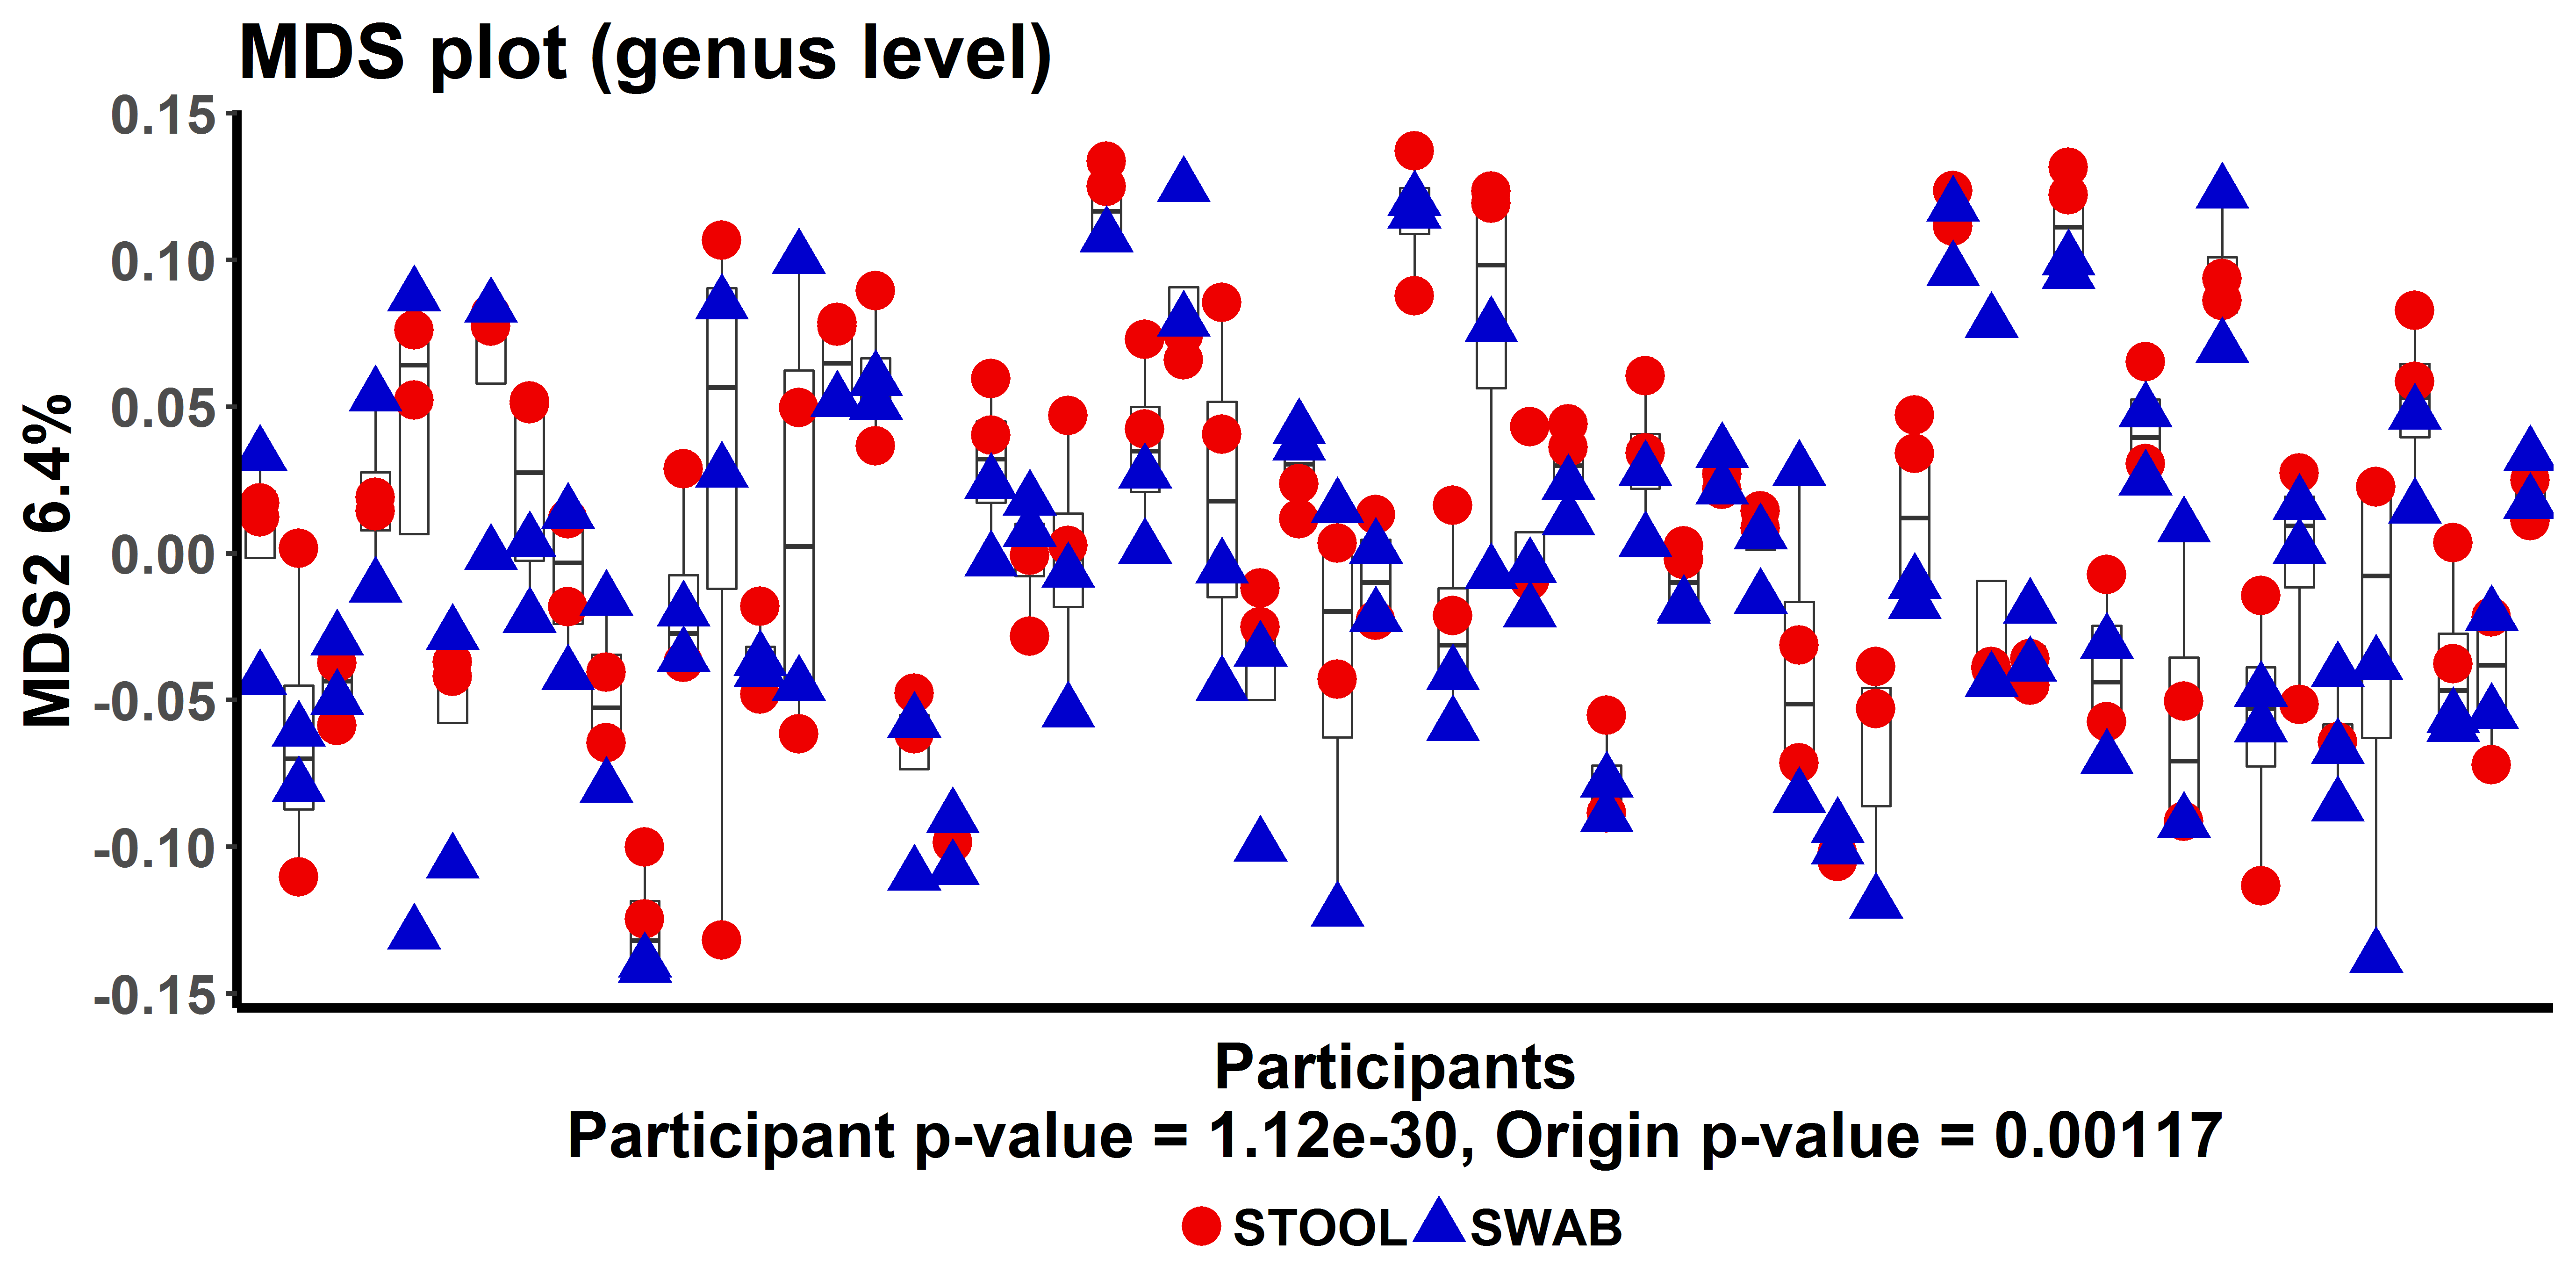 MDS plot (genus level)
MDS2 6.4%
0.15
0.10
0.05
0.00
-0.05
-0.10
-0.15
Participants
Participant p-value = 1.12e-30, Origin p-value = 0.00117
STOOL SWAB